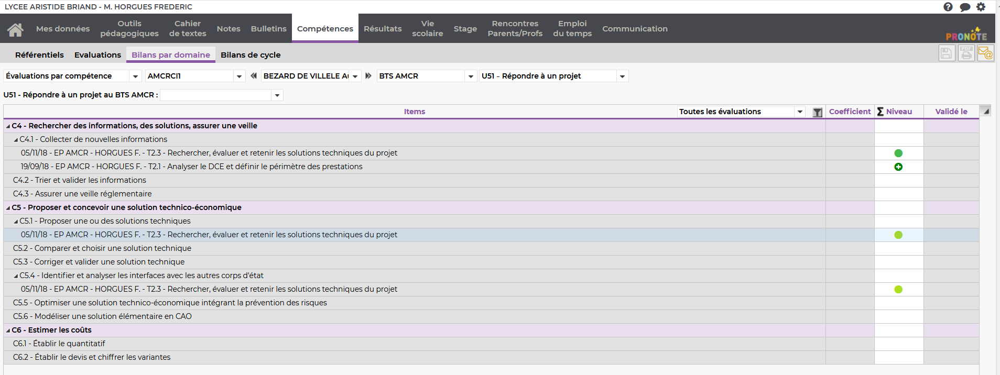 LYCEE ARISTIDE BRIAND - M. HORGUES FREDERIC
Mes données
Outils pédagogiques
Cahier de textes
Notes
Bulletins
Compétences
Résultats
Vie scolaire
Stage
Rencontres Parents/Profs
Emploi du temps
Communication
PRONOTE
Référentiels Evaluations Bilans par domaine Bilans de cycle
PDF
Évaluations par compétence AMCRCI1 BEZARD DE VILLELE BTS AMCR U51 - Répondre à un projet
U51 - Répondre à un projet au BTS AMCR :
Items Toutes les évaluations Coefficient Σ Niveau Validé le
C4 - Rechercher des informations, des solutions, assurer une veille
C4.1 - Collecter de nouvelles informations
05/11/18 - EP AMCR - HORGUES F. - T2.3 - Rechercher, évaluer et retenir les solutions techniques du projet
19/09/18 - EP AMCR - HORGUES F. - T2.1 - Analyser le DCE et définir le périmètre des prestations
C4.2 - Trier et valider les informations
C4.3 - Assurer une veille réglementaire
C5 - Proposer et concevoir une solution technico-économique
C5.1 - Proposer une ou des solutions techniques
05/11/18 - EP AMCR - HORGUES F. - T2.3 - Rechercher, évaluer et retenir les solutions techniques du projet
C5.2 - Comparer et choisir une solution technique
C5.3 - Corriger et valider une solution technique
C5.4 - Identifier et analyser les interfaces avec les autres corps d'état
05/11/18 - EP AMCR - HORGUES F. - T2.3 - Rechercher, évaluer et retenir les solutions techniques du projet
C5.5 - Optimiser une solution technico-économique intégrant la prévention des risques
C5.6 - Modéliser une solution élémentaire en CAO
C6 - Estimer les coûts
C6.1 - Établir le quantitatif
C6.2 - Établir le devis et chiffrer les variantes